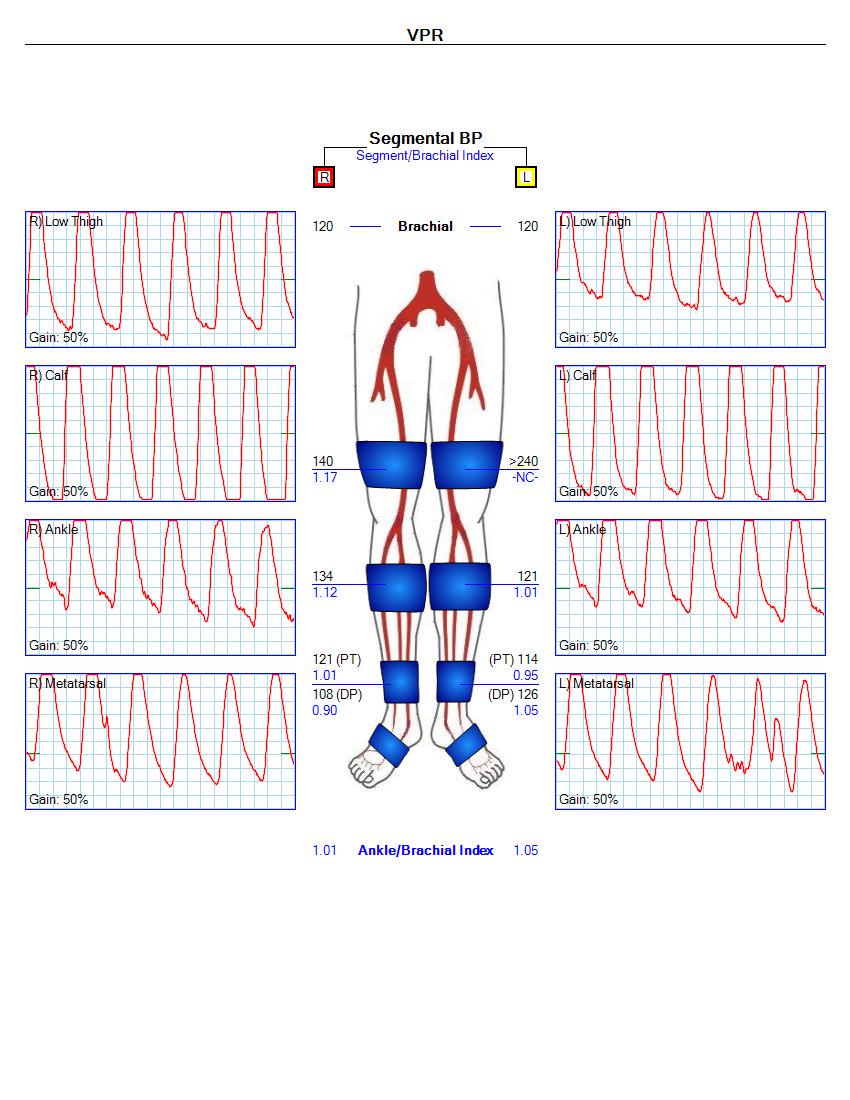 VPR
Segmental BP
Segment/Brachial Index
R
L
R) Low Thigh
Gain: 50%
120
Brachial
120
L) Low Thigh
Gain: 50%
R) Calf
Gain: 50%
140
1.17
>240
-NC-
L) Calf
Gain: 50%
R) Ankle
Gain: 50%
134
1.12
121
1.01
L) Ankle
Gain: 50%
121 (PT)
1.01
108 (DP)
0.90
(PT) 114
0.95
(DP) 126
1.05
R) Metatarsal
Gain: 50%
L) Metatarsal
Gain: 50%
1.01 Ankle/Brachial Index 1.05